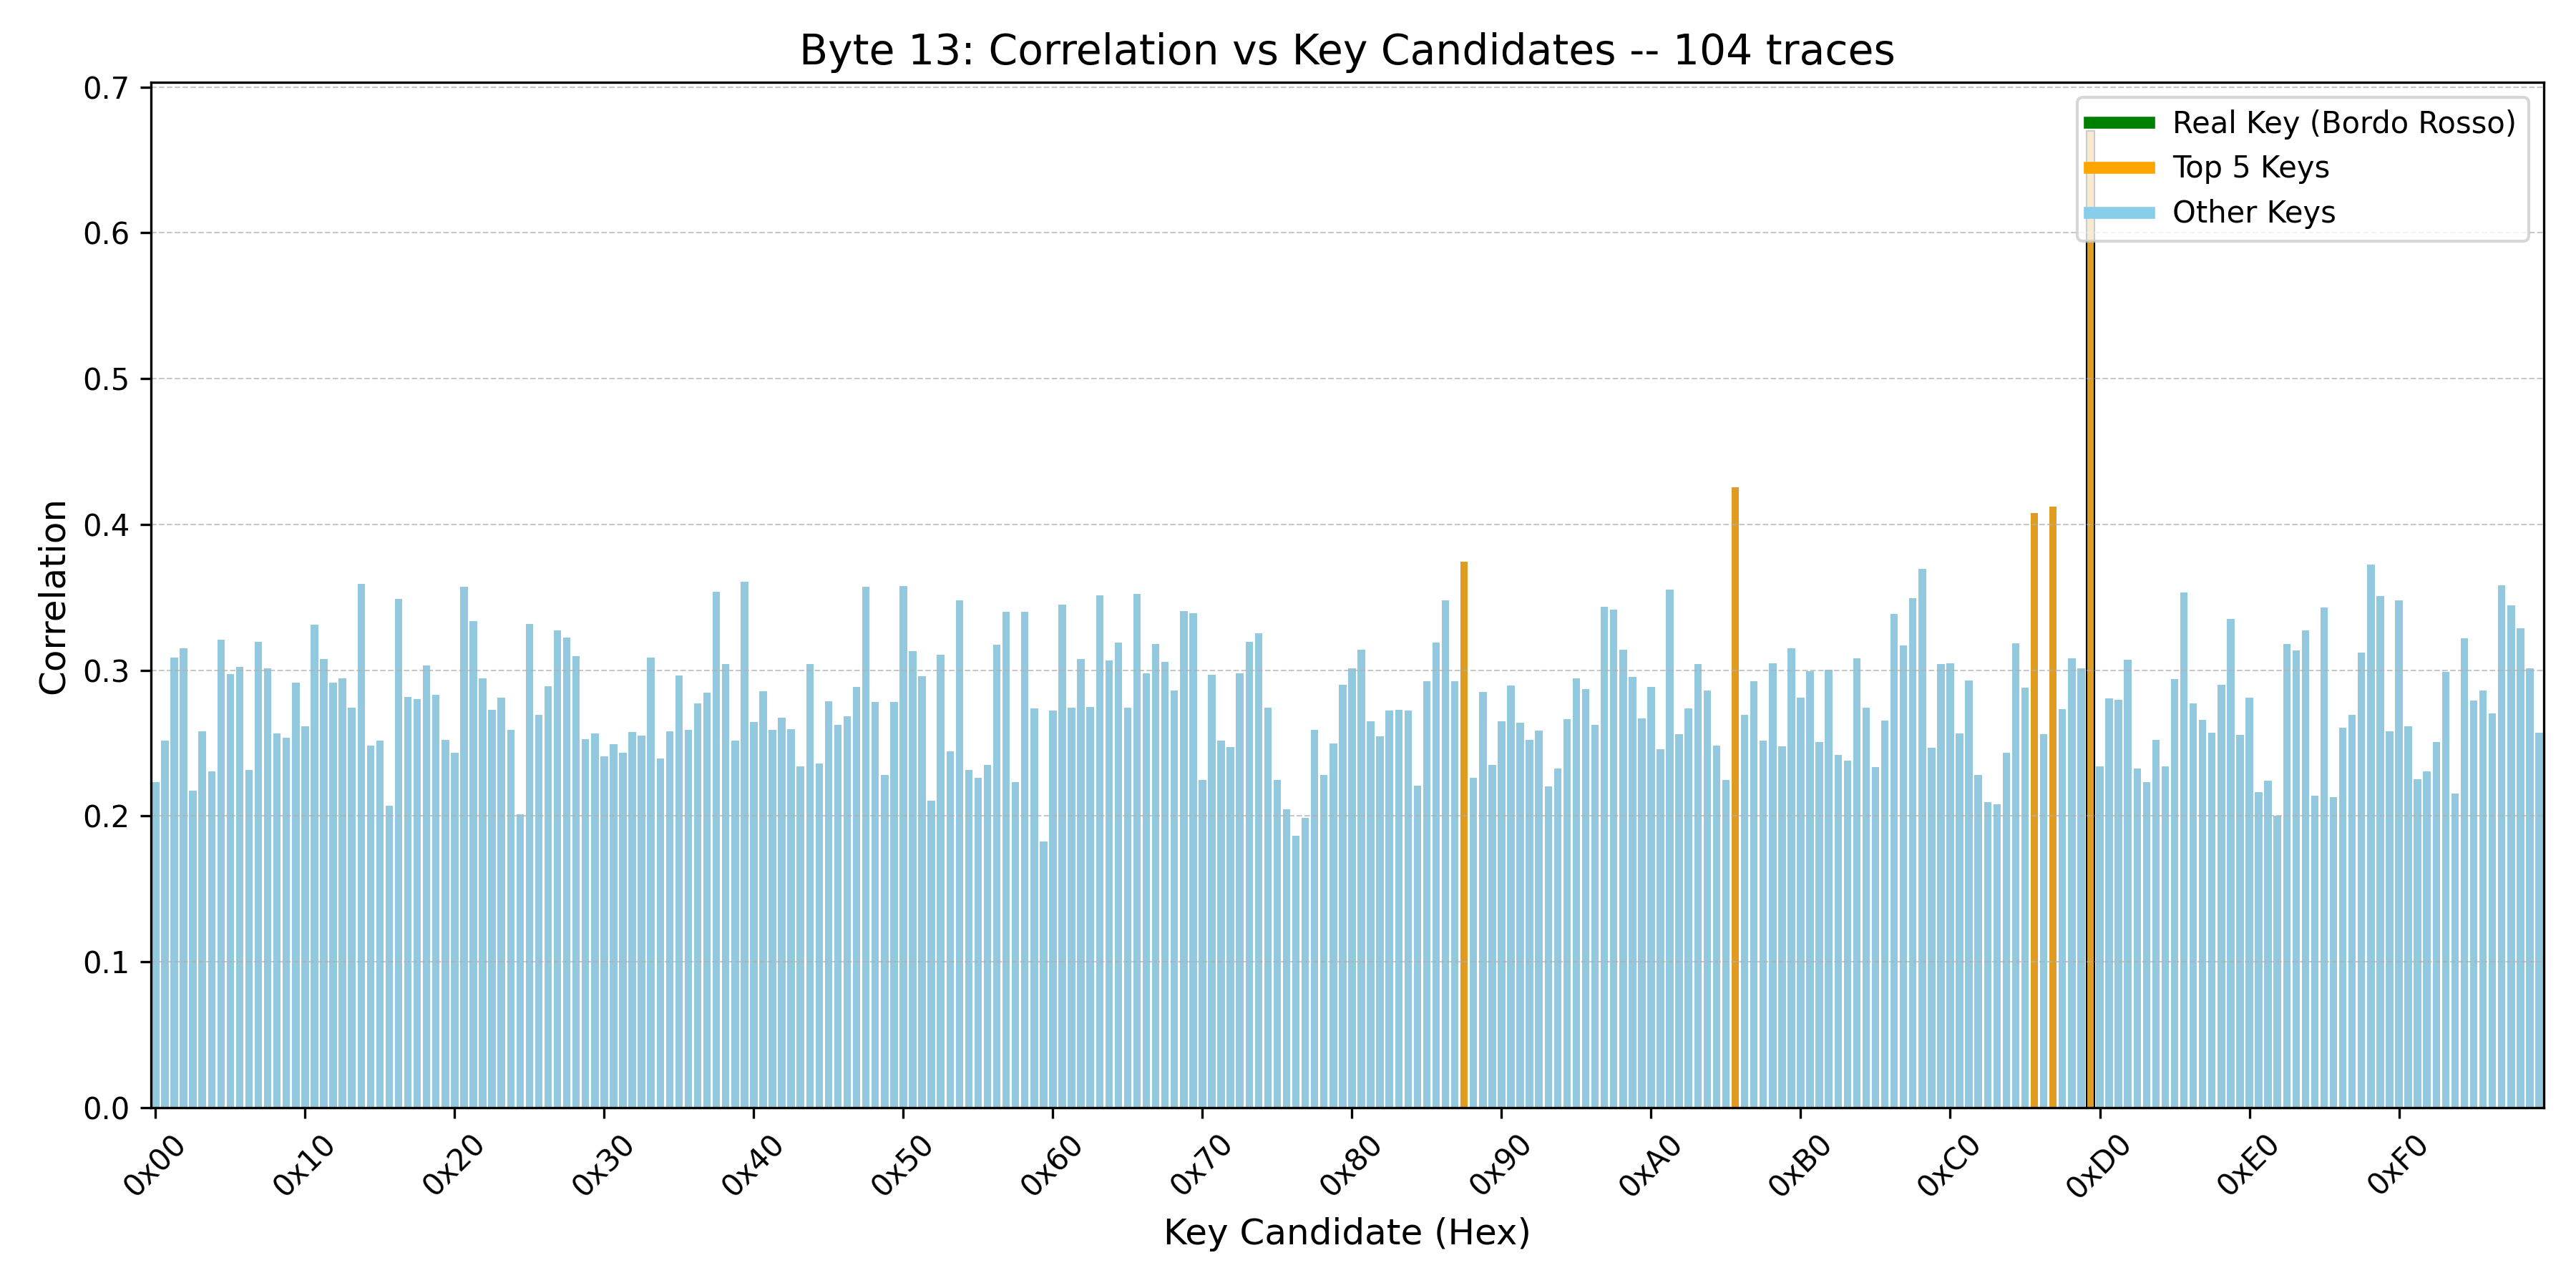 Byte 13: Correlation vs Key Candidates -- 104 traces
Real Key (Bordo Rosso)
Top 5 Keys
Other Keys
Correlation
0.7
0.6
0.5
0.4
0.3
0.2
0.1
0.0
0x00 0x10 0x20 0x30 0x40 0x50 0x60 0x70 0x80 0x90 0xA0 0xB0 0xC0 0xD0 0xE0 0xF0
Key Candidate (Hex)